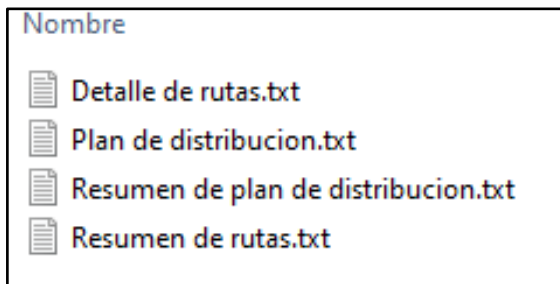 Nombre
Detalle de rutas.txt
Plan de distribucion.txt
Resumen de plan de distribucion.txt
Resumen de rutas.txt